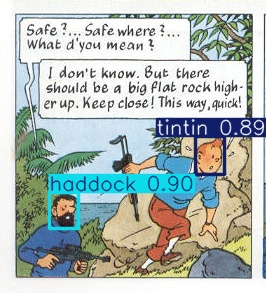 Safe?... Safe where?...
What d'you mean?
I don't know. But there
should be a big flat rock high-
er up. Keep close! This way, quick!
tintin 0.89
haddock 0.90